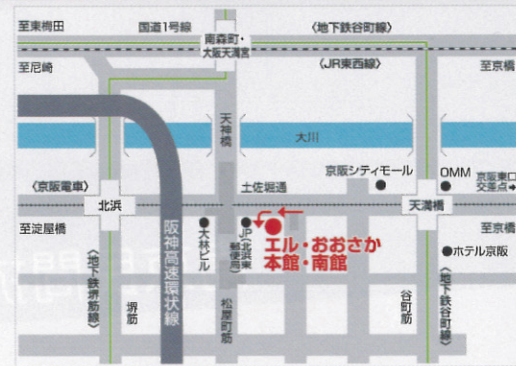 至東梅田
国道1号線
〈地下鉄谷町線〉
南森町・
大阪天満宮
至尼崎
〈JR東西線〉
至京橋
天神橋
大川
京阪シティモール
OMM
京阪東口
交差点➡
〈京阪電車〉
北浜
土佐堀通
天満橋
至淀屋橋
至京橋
阪神高速環状線
大林ビル
JP(北浜東
郵便局)
エル・おおさか
本館・南館
ホテル京阪
〈地下鉄堺筋線〉
堺筋
松屋町筋
谷町筋
〈地下鉄谷町線〉